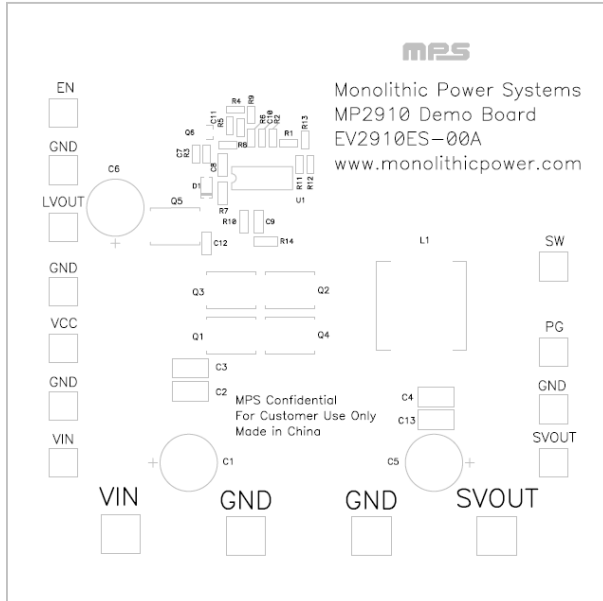 mps
Monolithic Power Systems
MP2910 Demo Board
EV2910ES-00A
www.monolithicpower.com
EN
GND
LVOUT
GND
VCC
GND
VIN
C6
Q5
Q6
C11
R4
R5
R9
R6
C10
R2
R1
R13
C7
R3
C8
R8
D1
R7
U1
R11
R12
R10
C9
C12
R14
Q3
Q2
Q1
Q4
L1
SW
PG
GND
SVOUT
C3
C2
C4
C13
MPS Confidential
For Customer Use Only
Made in China
C1
C5
VIN
GND
GND
SVOUT